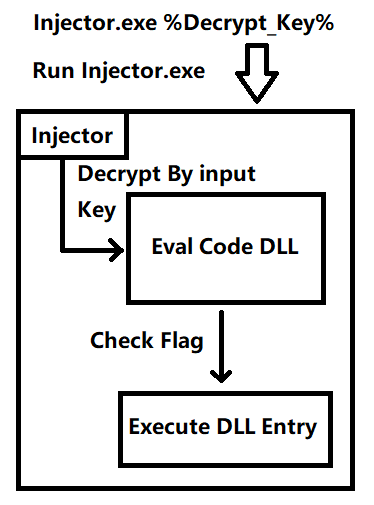 Injector.exe %Decrypt_Key%
Run Injector.exe
Injector
Decrypt By input
Key
Eval Code DLL
Check Flag
Execute DLL Entry